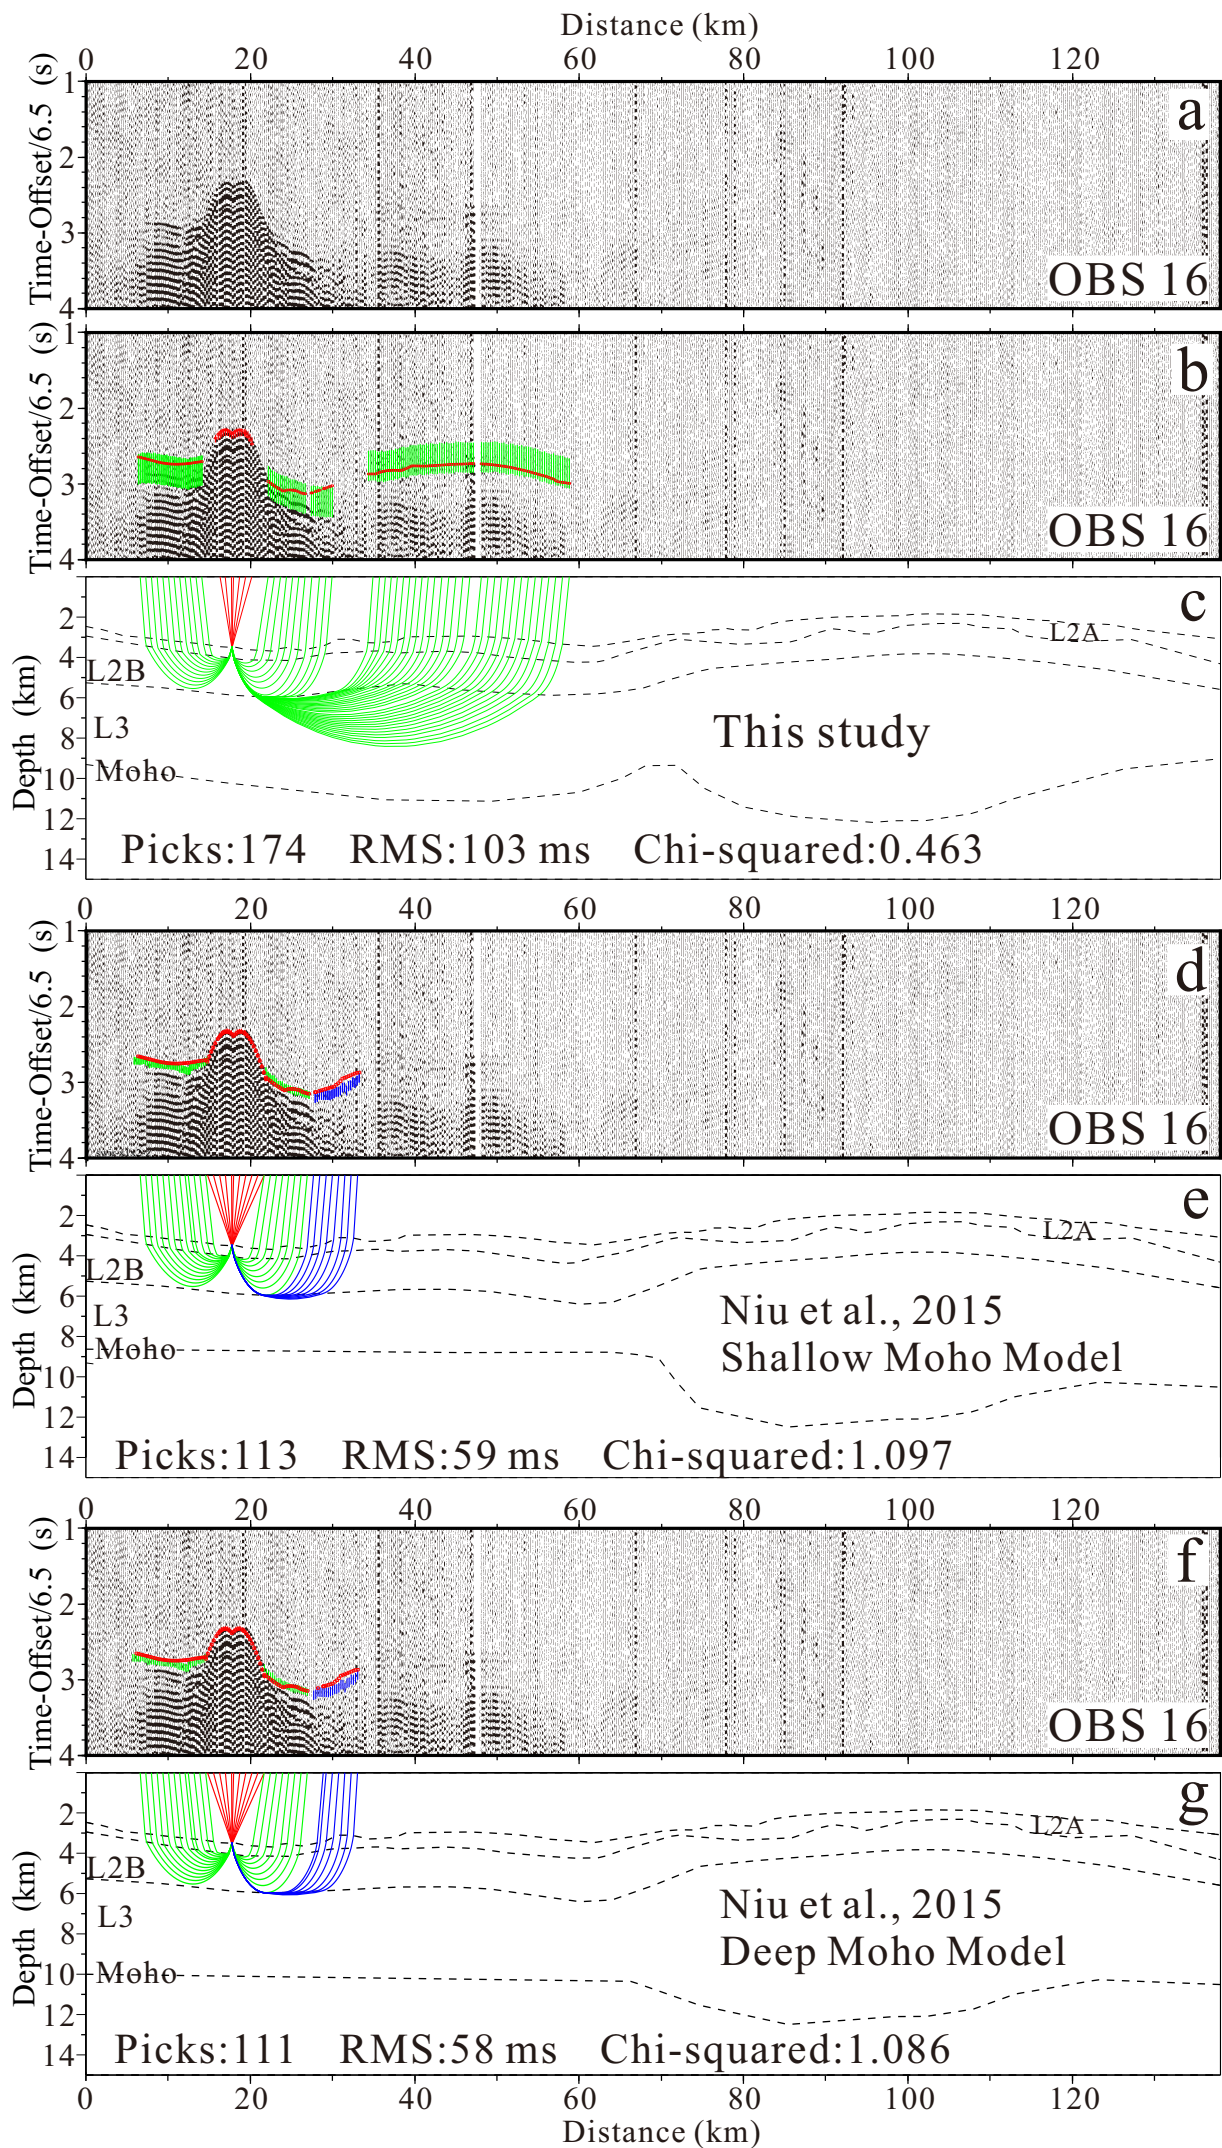 Distance (km)
0 20 40 60 80 100 120
Time-Offset/6.5 (s)
1
2
3
4
a
OBS 16
Time-Offset/6.5 (s)
1
2
3
4
b
OBS 16
Depth (km)
2
4
6
8
10
12
14
c
L2A
L2B
L3
Moho
This study
Picks:174 RMS:103 ms Chi-squared:0.463
0 20 40 60 80 100 120
Time-Offset/6.5 (s)
1
2
3
4
d
OBS 16
Depth (km)
2
4
6
8
10
12
14
e
L2A
L2B
L3
Moho
Niu et al., 2015
Shallow Moho Model
Picks:113 RMS:59 ms Chi-squared:1.097
0 20 40 60 80 100 120
Time-Offset/6.5 (s)
1
2
3
4
f
OBS 16
Depth (km)
2
4
6
8
10
12
14
g
L2A
L2B
L3
Moho
Niu et al., 2015
Deep Moho Model
Picks:111 RMS:58 ms Chi-squared:1.086
0 20 40 60 80 100 120
Distance (km)